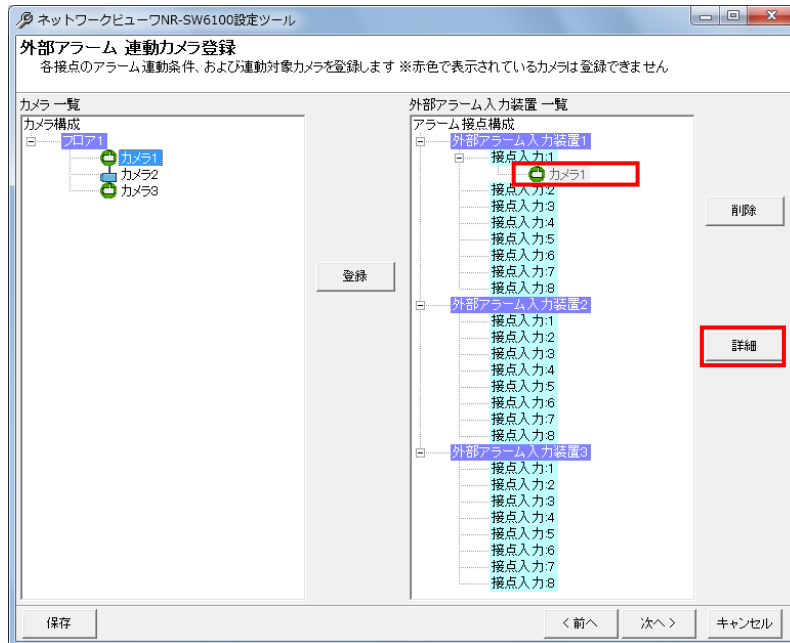 ネットワークビューワNR-SW6100設定ツール
外部アラーム 連動カメラ登録
各接点のアラーム連動条件、および連動対象カメラを登録します ※赤色で表示されているカメラは登録できません
カメラ 一覧
カメラ構成
フロア1
カメラ1
カメラ2
カメラ3
登録
外部アラーム入力装置 一覧
アラーム接点構成
外部アラーム入力装置1
接点入力:1
カメラ1
接点入力:2
接点入力:3
接点入力:4
接点入力:5
接点入力:6
接点入力:7
接点入力:8
外部アラーム入力装置2
接点入力:1
接点入力:2
接点入力:3
接点入力:4
接点入力:5
接点入力:6
接点入力:7
接点入力:8
外部アラーム入力装置3
接点入力:1
接点入力:2
接点入力:3
接点入力:4
接点入力:5
接点入力:6
接点入力:7
接点入力:8
削除
詳細
保存
<前へ
次へ>
キャンセル